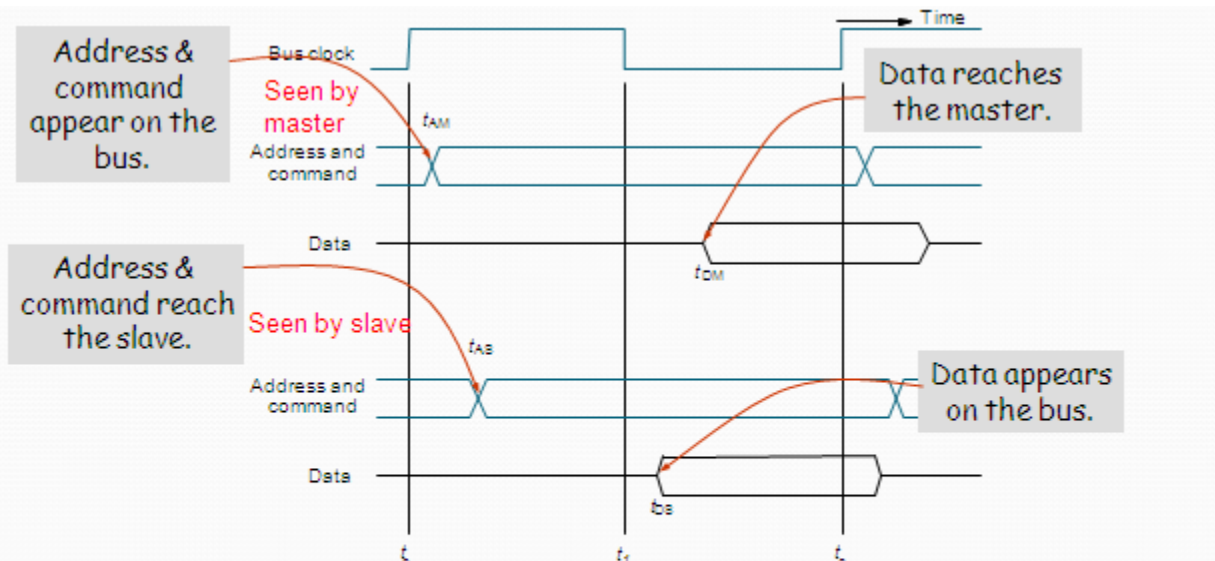 Time
Address &
command
appear on the
bus.
Bus clock
Data reaches
the master.
Seen by
master
tAM
Address and
command
Data
tDM
Address &
command reach
the slave.
Seen by slave
tAS
Address and
command
Data appears
on the bus.
Data
tDS
t1